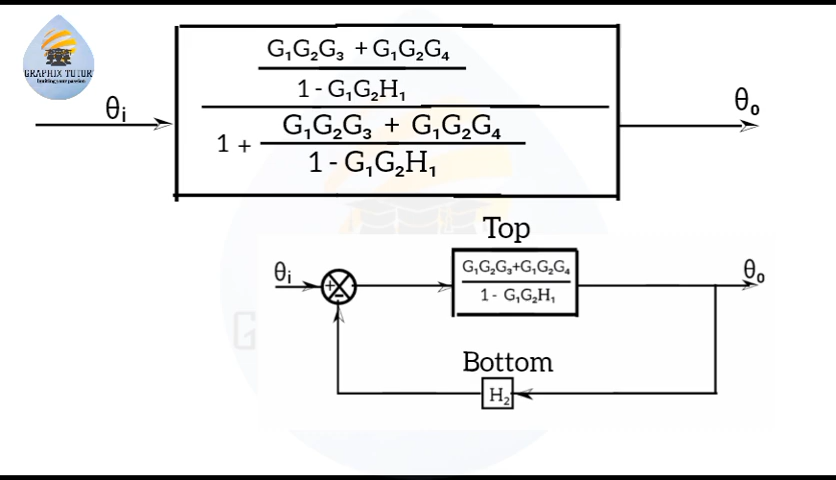 GRAPHIX TUTOR
G₁G₂G₃ + G₁G₂G₄
1 - G₁G₂H₁
θᵢ
1 +
G₁G₂G₃ + G₁G₂G₄
1 - G₁G₂H₁
θₒ
Top
θᵢ
+
-
G₁G₂G₃+G₁G₂G₄
1 - G₁G₂H₁
θₒ
Bottom
H₂